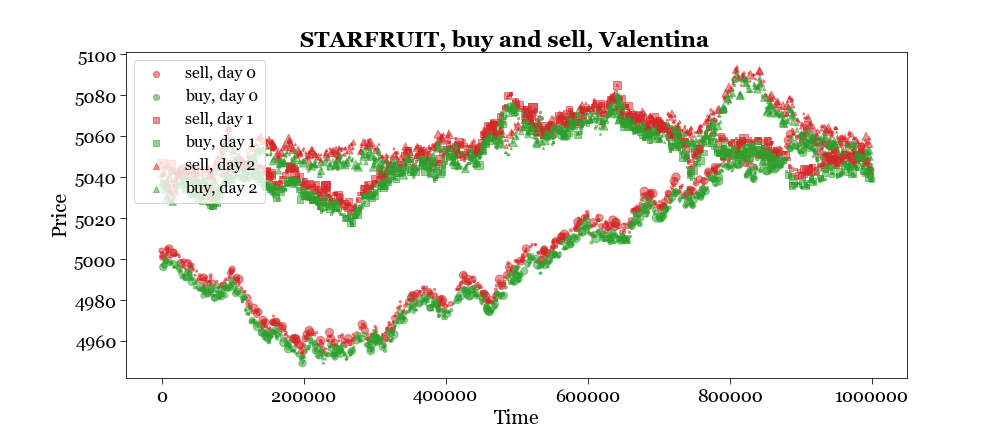 STARFRUIT, buy and sell, Valentina
5100
5080
5060
5040
5020
5000
4980
4960
Price
sell, day 0
buy, day 0
sell, day 1
buy, day 1
sell, day 2
buy, day 2
0 200000 400000 600000 800000 1000000
Time